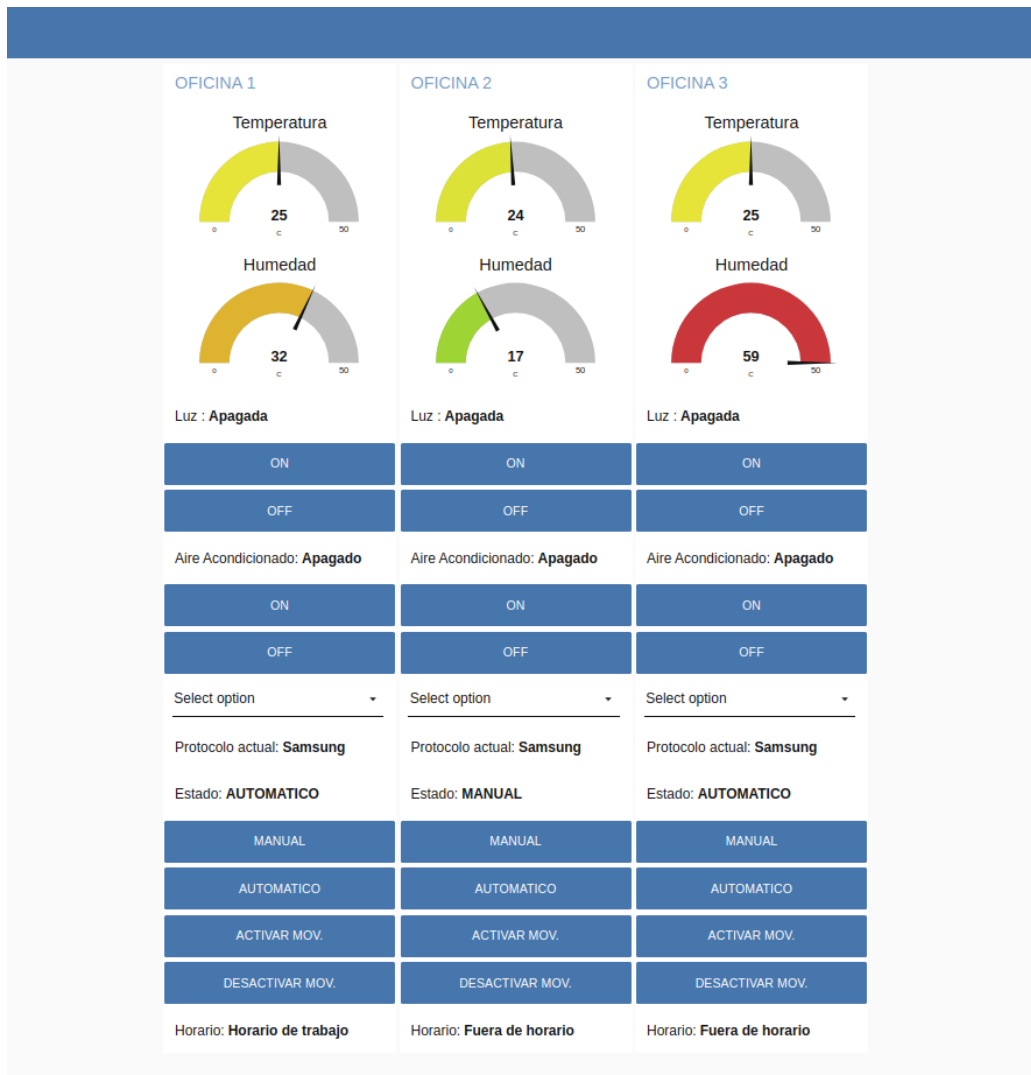 OFICINA 1
Temperatura
25
0 C 50
Humedad
32
0 C 50
Luz : Apagada
ON
OFF
Aire Acondicionado: Apagado
ON
OFF
Select option
Protocolo actual: Samsung
Estado: AUTOMATICO
MANUAL
AUTOMATICO
ACTIVAR MOV.
DESACTIVAR MOV.
Horario: Horario de trabajo
OFICINA 2
Temperatura
24
0 C 50
Humedad
17
0 C 50
Luz : Apagada
ON
OFF
Aire Acondicionado: Apagado
ON
OFF
Select option
Protocolo actual: Samsung
Estado: MANUAL
MANUAL
AUTOMATICO
ACTIVAR MOV.
DESACTIVAR MOV.
Horario: Fuera de horario
OFICINA 3
Temperatura
25
0 C 50
Humedad
59
0 C 50
Luz : Apagada
ON
OFF
Aire Acondicionado: Apagado
ON
OFF
Select option
Protocolo actual: Samsung
Estado: AUTOMATICO
MANUAL
AUTOMATICO
ACTIVAR MOV.
DESACTIVAR MOV.
Horario: Fuera de horario